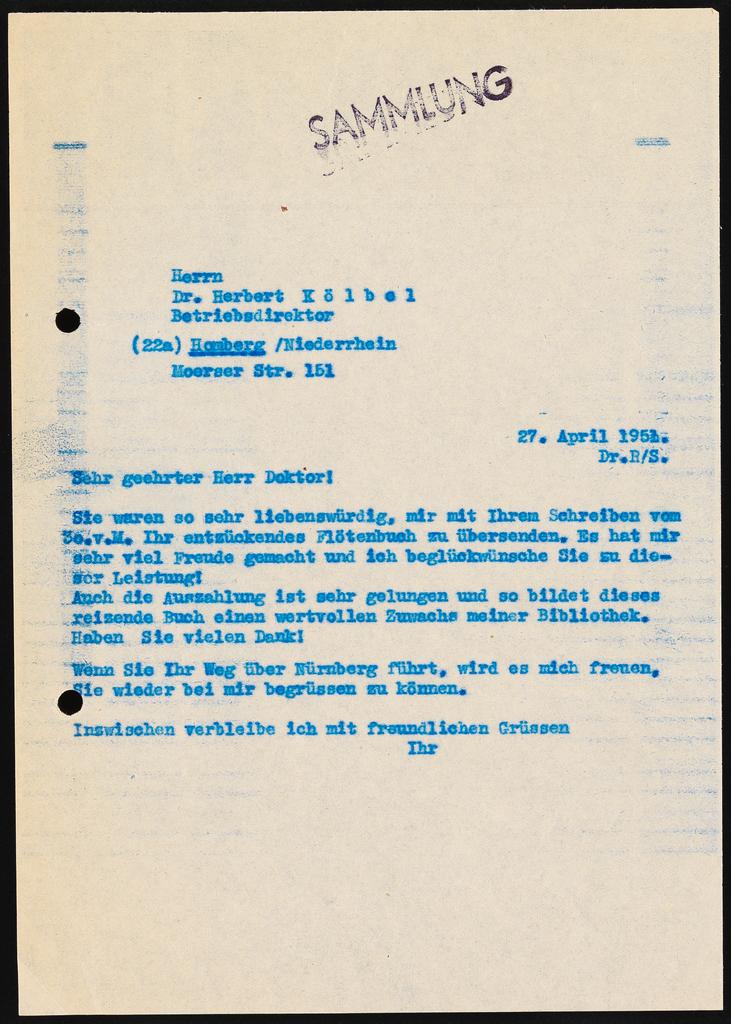 SAMMLUNG
Herrn
Dr. Herbert K ö l b e l
Betriebsdirektor
(22a) Homberg /Niederrhein
Moerser Str. 151
27. April 1951.
Dr.R/S.
Sehr geehrter Herr Doktor!
Sie waren so sehr liebenswürdig, mir mit Ihrem Schreiben vom
3o.v.M. Ihr entzückendes Flötenbuch zu übersenden. Es hat mir
sehr viel Freude gemacht und ich beglückwünsche Sie zu die-
ser Leistung!
Auch die Auszahlung ist sehr gelungen und so bildet dieses
reizende Buch einen wertvollen Zuwachs meiner Bibliothek.
Haben Sie vielen Dank!
Wenn Sie Ihr Weg über Nürnberg führt, wird es mich freuen,
Sie wieder bei mir begrüssen zu können.
Inzwischen verbleibe ich mit freundlichen Grüssen
Ihr